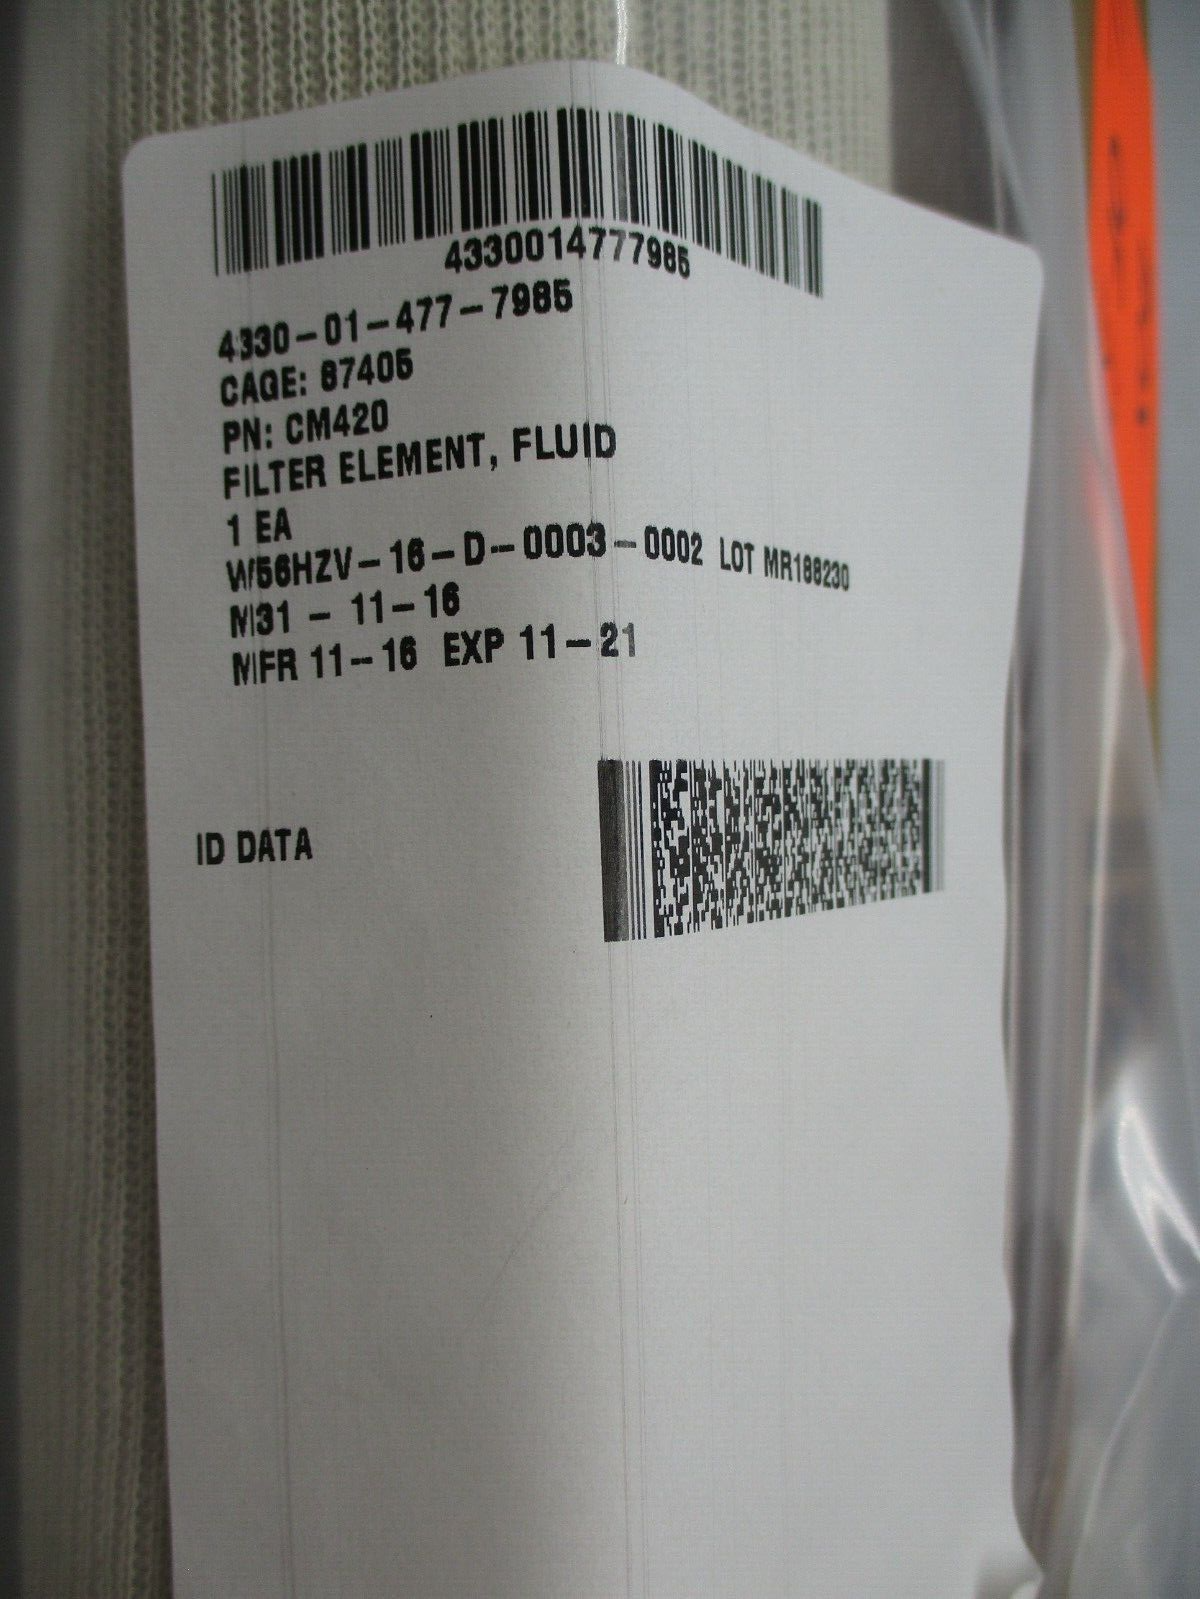 4330014777985
4330-01-477-7985
CAGE: 87405
PN: CM420
FILTER ELEMENT, FLUID
1 EA
W56HZV-16-D-0003-0002 LOT MR188230
M31 - 11-16
MFR 11-16 EXP 11-21
ID DATA